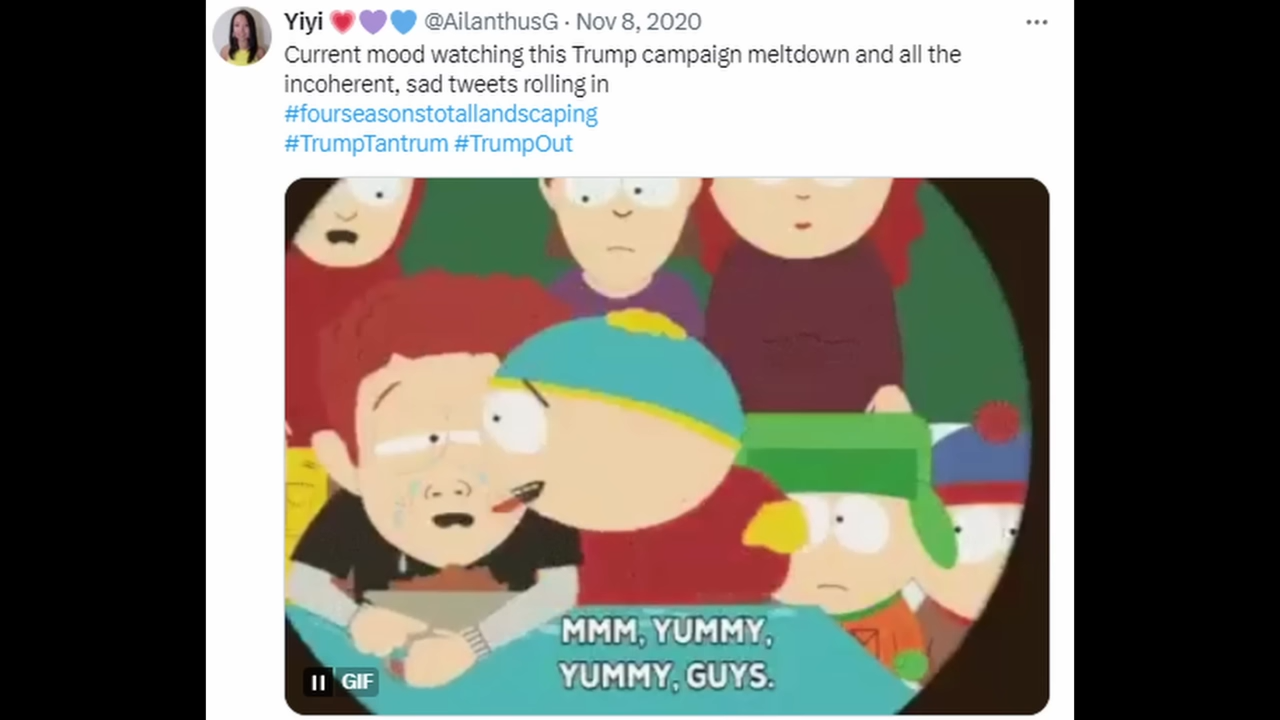 Yiyi 💗💜💙 @AilanthusG · Nov 8, 2020
Current mood watching this Trump campaign meltdown and all the
incoherent, sad tweets rolling in
#fourseasonstotallandscaping
#TrumpTantrum #TrumpOut
MMM, YUMMY,
YUMMY, GUYS.
GIF